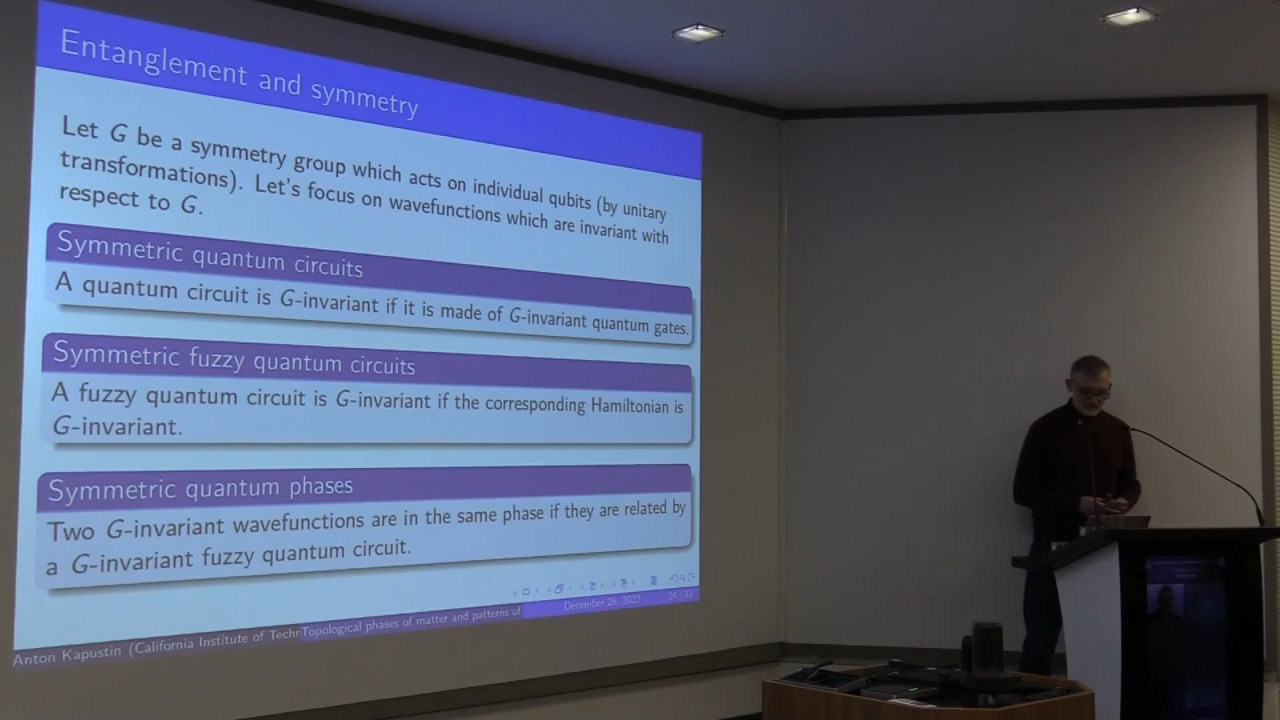 Entanglement and symmetry
Let G be a symmetry group which acts on individual qubits (by unitary
transformations). Let's focus on wavefunctions which are invariant with
respect to G.
Symmetric quantum circuits
A quantum circuit is G-invariant if it is made of G-invariant quantum gates.
Symmetric fuzzy quantum circuits
A fuzzy quantum circuit is G-invariant if the corresponding Hamiltonian is
G-invariant.
Symmetric quantum phases
Two G-invariant wavefunctions are in the same phase if they are related by
a G-invariant fuzzy quantum circuit.
Anton Kapustin (California Institute of Techn Topological phases of matter and patterns of December 2022 24 /